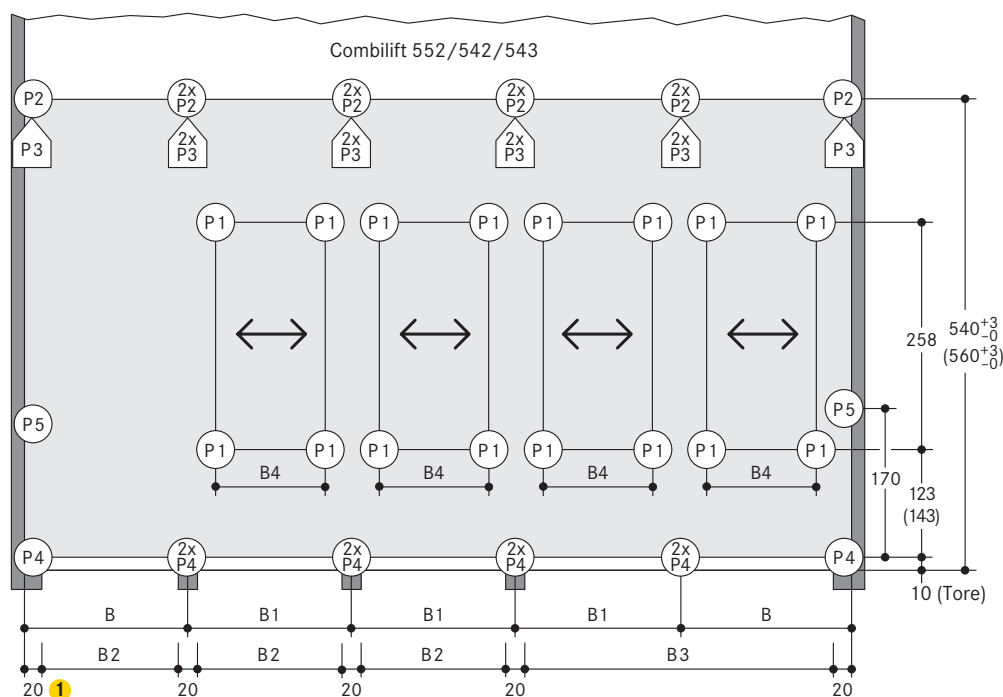 Combilift 552/542/543
P2 2x P2 2x P2 2x P2 2x P2 P2
P3 2x P3 2x P3 2x P3 2x P3 P3
P1 P1 P1 P1 P1 P1 P1 P1
258
540 +3 -0
(560 +3 -0)
P5 P5
P1 P1 P1 P1 P1 P1 P1 P1
B4 B4 B4 B4
170
123
(143)
P4 2x P4 2x P4 2x P4 2x P4 P4
10 (Tore)
B B1 B1 B1 B
B2 B2 B2 B3
20 1 20 20 20 20